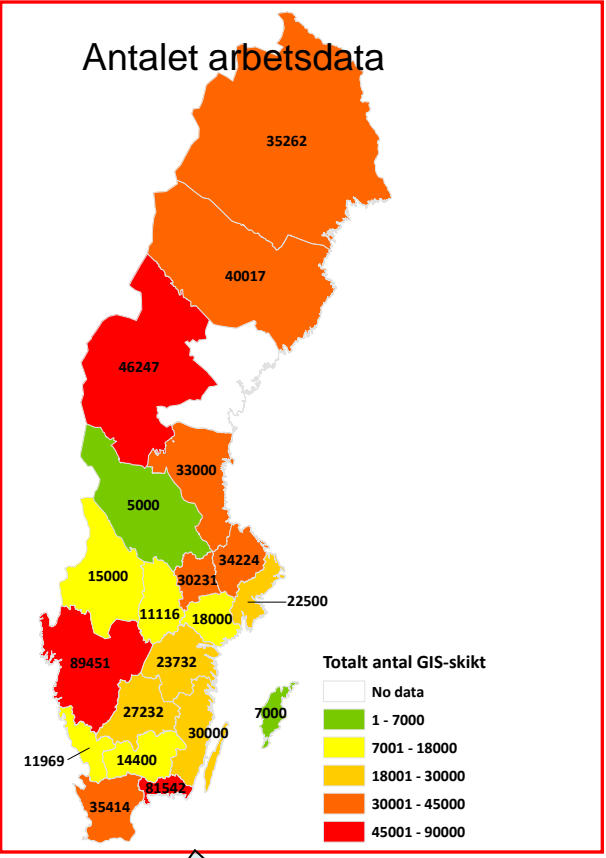 Antalet arbetsdata
35262
40017
46247
33000
5000
34224
30231
15000
22500
11116
18000
89451
23732
7000
27232
30000
11969
14400
81542
35414
Totalt antal GIS-skikt
No data
1 - 7000
7001 - 18000
18001 - 30000
30001 - 45000
45001 - 90000